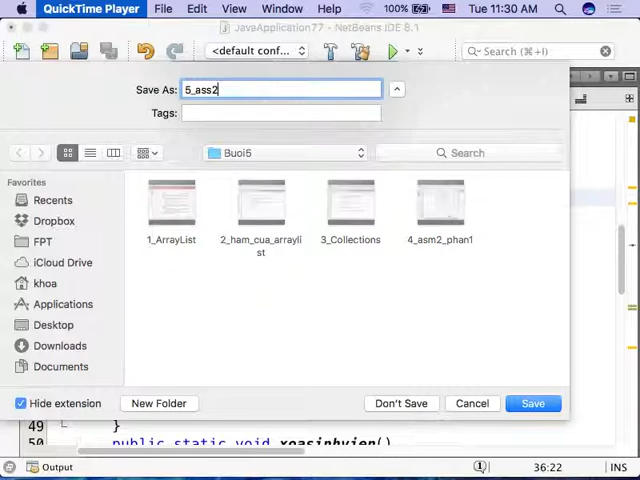 QuickTime Player File Edit View Window Help 100% Tue 11:30 AM
JavaApplication77 - NetBeans IDE 8.1
<default conf... Search (⌘+I)
Save As: 5_ass2
Tags:
Buoi5 Search
Favorites
Recents
Dropbox
FPT
iCloud Drive
khoa
Applications
Desktop
Downloads
Documents
1_ArrayList 2_ham_cua_arrayli
st 3_Collections 4_asm2_phan1
Hide extension New Folder Don't Save Cancel Save
49 }
50 public static void xoasinhvien()
Output 1 36:22 INS